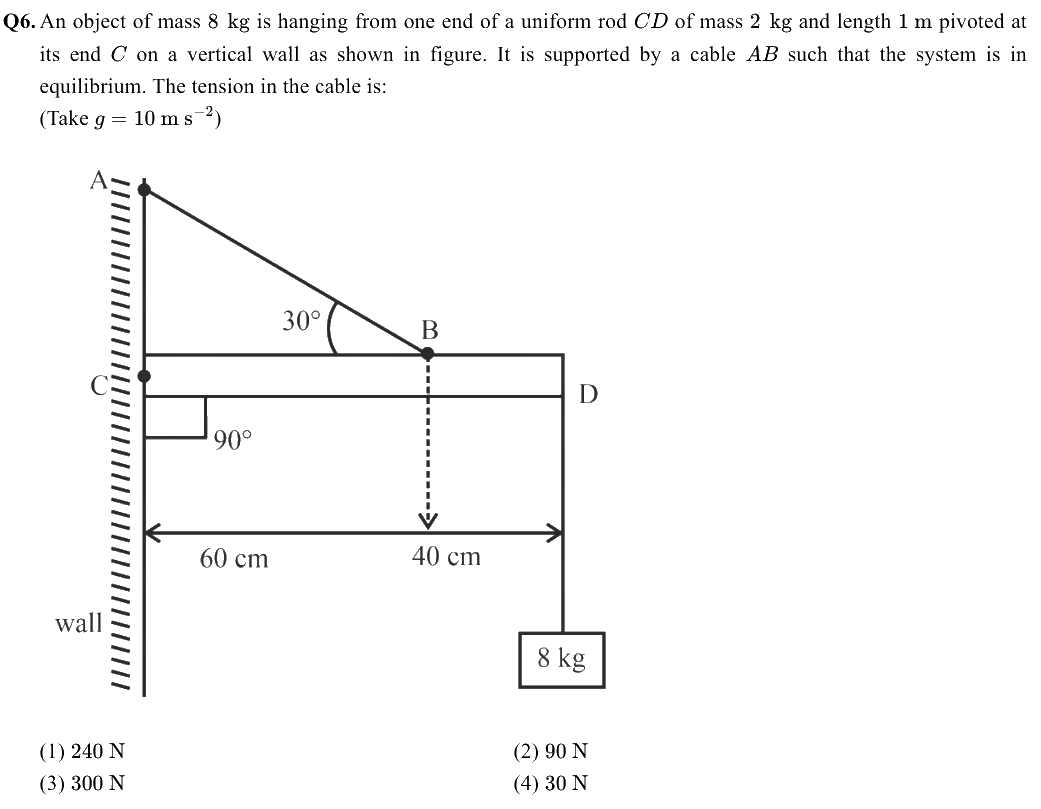 Q6. An object of mass 8 kg is hanging from one end of a uniform rod CD of mass 2 kg and length 1 m pivoted at
its end C on a vertical wall as shown in figure. It is supported by a cable AB such that the system is in
equilibrium. The tension in the cable is:
(Take g = 10 m s⁻²)
A
30°
B
C
D
90°
60 cm
40 cm
wall
8 kg
(1) 240 N
(2) 90 N
(3) 300 N
(4) 30 N